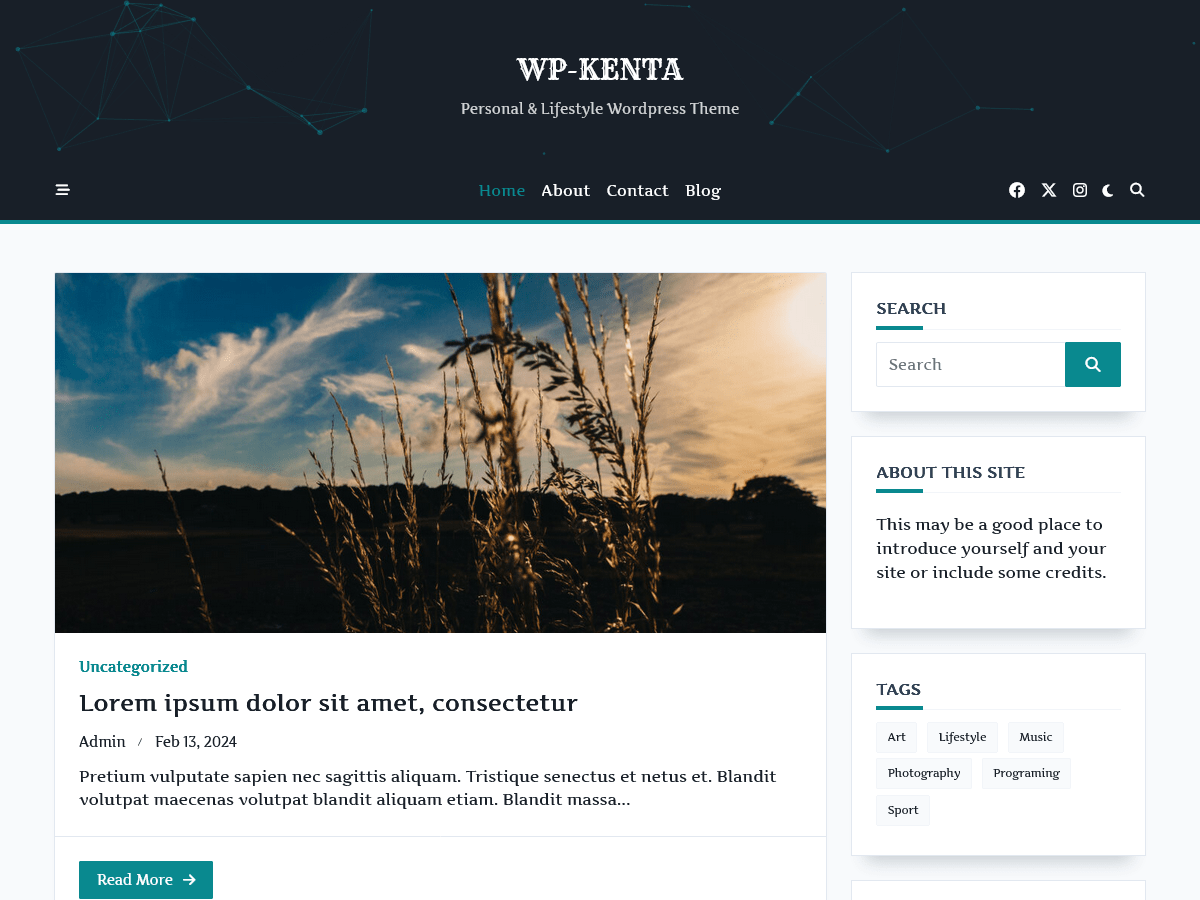 WP-KENTA
Personal & Lifestyle Wordpress Theme
Home About Contact Blog
Uncategorized
Lorem ipsum dolor sit amet, consectetur
Admin / Feb 13, 2024
Pretium vulputate sapien nec sagittis aliquam. Tristique senectus et netus et. Blandit
volutpat maecenas volutpat blandit aliquam etiam. Blandit massa...
Read More
SEARCH
Search
ABOUT THIS SITE
This may be a good place to
introduce yourself and your
site or include some credits.
TAGS
Art Lifestyle Music
Photography Programing
Sport